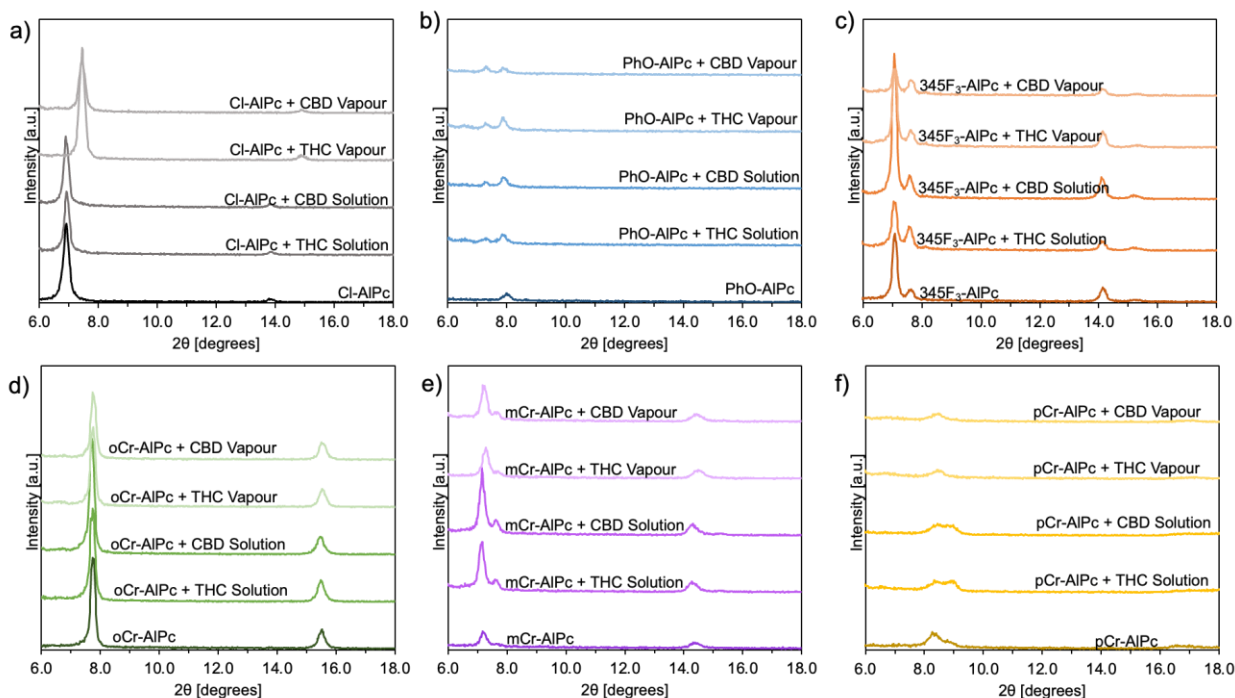 a)
Intensity [a.u.]
Cl-AlPc + CBD Vapour
Cl-AlPc + THC Vapour
Cl-AlPc + CBD Solution
Cl-AlPc + THC Solution
Cl-AlPc
6.0 8.0 10.0 12.0 14.0 16.0 18.0
2θ [degrees]
b)
Intensity [a.u.]
PhO-AlPc + CBD Vapour
PhO-AlPc + THC Vapour
PhO-AlPc + CBD Solution
PhO-AlPc + THC Solution
PhO-AlPc
6.0 8.0 10.0 12.0 14.0 16.0 18.0
2θ [degrees]
c)
Intensity [a.u.]
345F₃-AlPc + CBD Vapour
345F₃-AlPc + THC Vapour
345F₃-AlPc + CBD Solution
345F₃-AlPc + THC Solution
345F₃-AlPc
6.0 8.0 10.0 12.0 14.0 16.0 18.0
2θ [degrees]
d)
Intensity [a.u.]
oCr-AlPc + CBD Vapour
oCr-AlPc + THC Vapour
oCr-AlPc + CBD Solution
oCr-AlPc + THC Solution
oCr-AlPc
6.0 8.0 10.0 12.0 14.0 16.0 18.0
2θ [degrees]
e)
Intensity [a.u.]
mCr-AlPc + CBD Vapour
mCr-AlPc + THC Vapour
mCr-AlPc + CBD Solution
mCr-AlPc + THC Solution
mCr-AlPc
6.0 8.0 10.0 12.0 14.0 16.0 18.0
2θ [degrees]
f)
Intensity [a.u.]
pCr-AlPc + CBD Vapour
pCr-AlPc + THC Vapour
pCr-AlPc + CBD Solution
pCr-AlPc + THC Solution
pCr-AlPc
6.0 8.0 10.0 12.0 14.0 16.0 18.0
2θ [degrees]